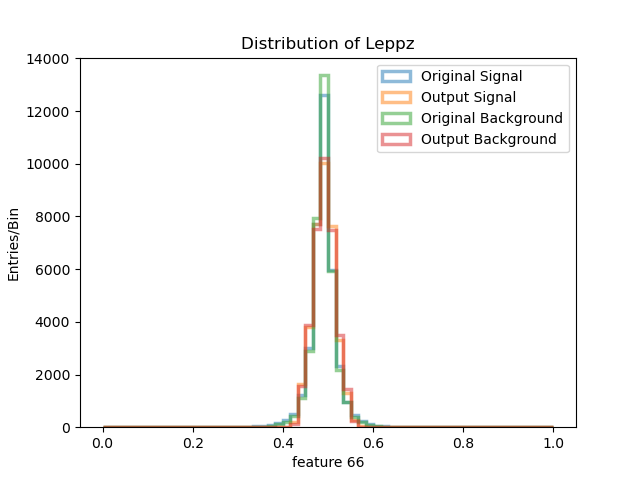 Distribution of Leppz
Original Signal
Output Signal
Original Background
Output Background
Entries/Bin
14000
12000
10000
8000
6000
4000
2000
0
0.0 0.2 0.4 0.6 0.8 1.0
feature 66